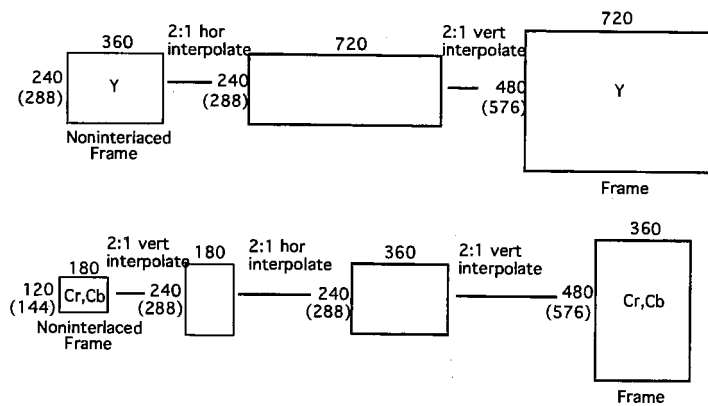 360
2:1 hor
interpolate
240
(288)
Y
Noninterlaced
Frame
720
240
(288)
2:1 vert
interpolate
720
480
(576)
Y
Frame
180
120
(144)
Cr,Cb
Noninterlaced
Frame
2:1 vert
interpolate
180
240
(288)
2:1 hor
interpolate
360
240
(288)
2:1 vert
interpolate
360
480
(576)
Cr,Cb
Frame